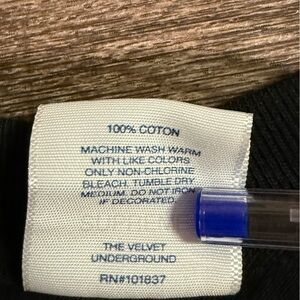 100% COTTON
MACHINE WASH WARM
WITH LIKE COLORS
ONLY NON-CHLORINE
BLEACH. TUMBLE DRY
MEDIUM. DO NOT IRON
IF DECORATED.
THE VELVET
UNDERGROUND
RN#101837